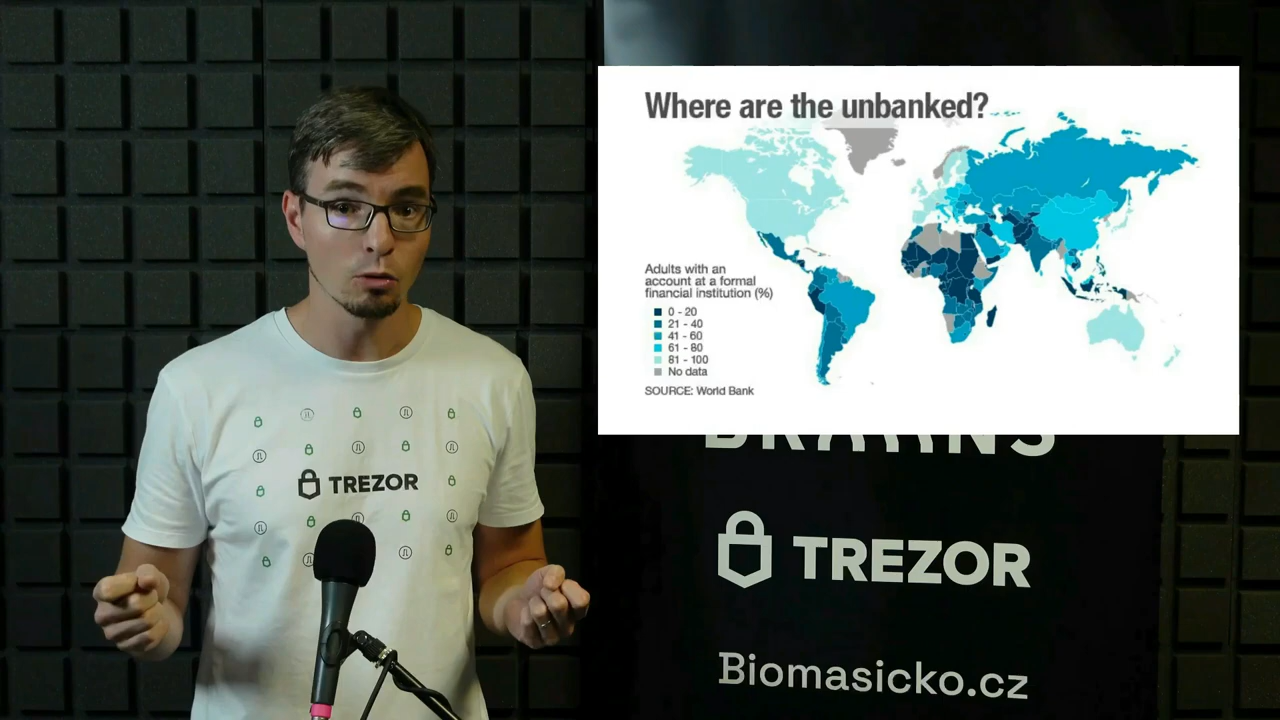 Where are the unbanked?
Adults with an
account at a formal
financial institution (%)
0 - 20
21 - 40
41 - 60
61 - 80
81 - 100
No data
SOURCE: World Bank
TREZOR
TREZOR
Biomasicko.cz